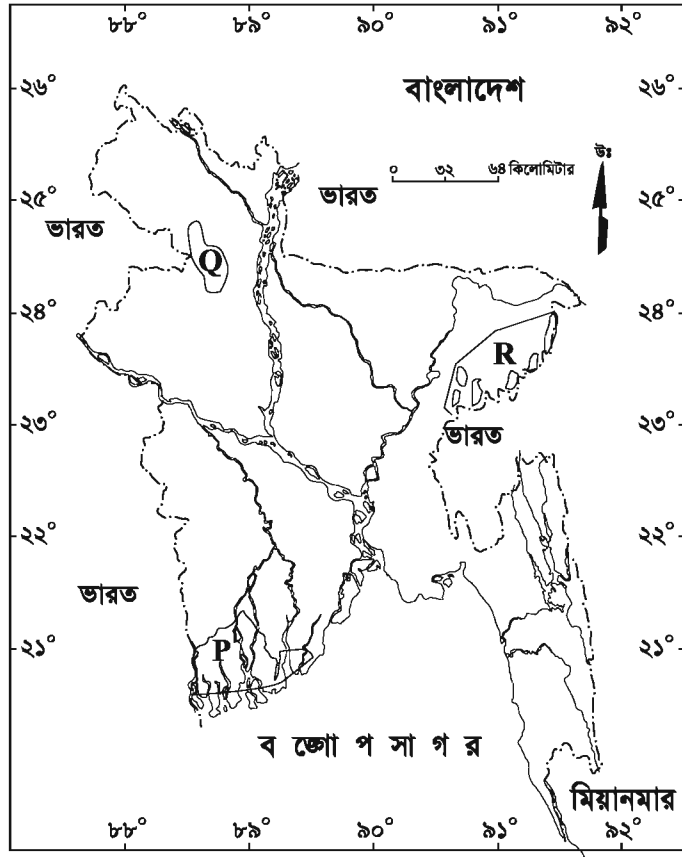 ৮৮° ৮৯° ৯০° ৯১° ৯২°
২৬° বাংলাদেশ ২৬°
উঃ
০ ৩২ ৬৪ কিলোমিটার
ভারত
২৫° ২৫°
ভারত
Q
২৪° ২৪°
R
২৩° ২৩°
ভারত
২২° ২২°
ভারত
২১° P ২১°
ব ঙ্গো প সা গ র
মিয়ানমার
৮৮° ৮৯° ৯০° ৯১° ৯২°